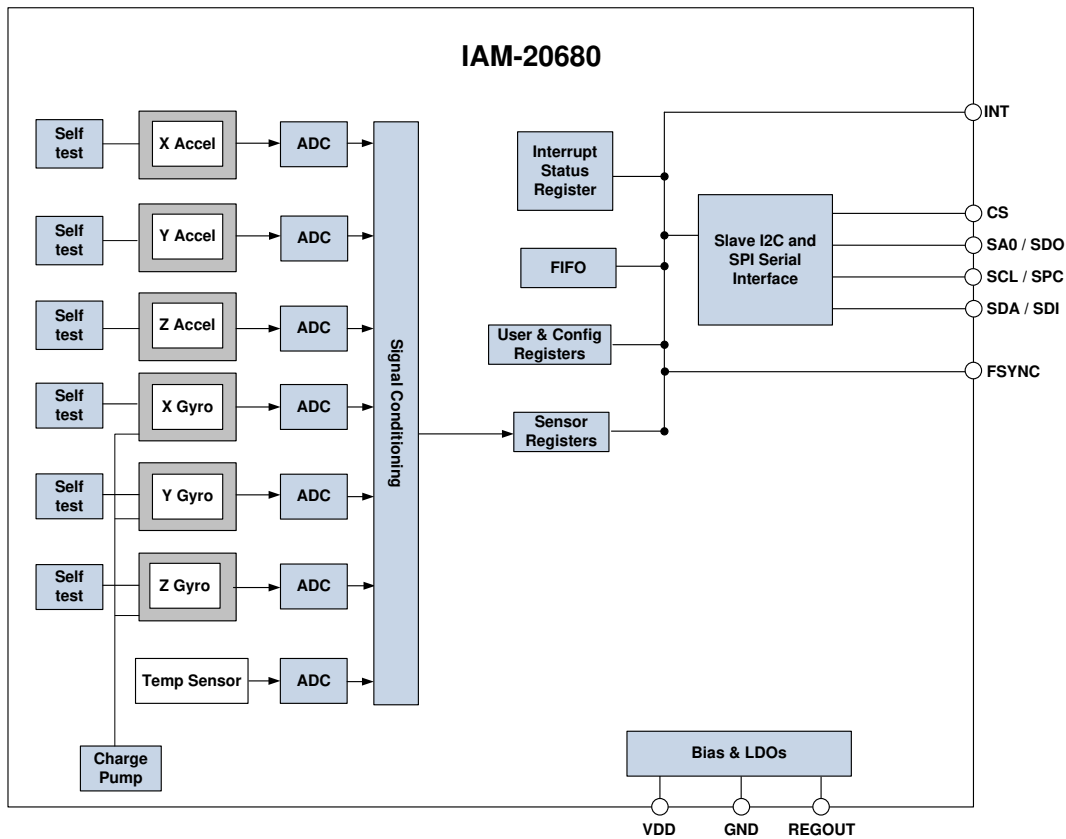 IAM-20680
Self
test
X Accel
ADC
Self
test
Y Accel
ADC
Self
test
Z Accel
ADC
Self
test
X Gyro
ADC
Self
test
Y Gyro
ADC
Self
test
Z Gyro
ADC
Temp Sensor
ADC
Charge
Pump
Signal Conditioning
Interrupt
Status
Register
FIFO
User & Config
Registers
Sensor
Registers
Slave I2C and
SPI Serial
Interface
INT
CS
SA0 / SDO
SCL / SPC
SDA / SDI
FSYNC
Bias & LDOs
VDD
GND
REGOUT